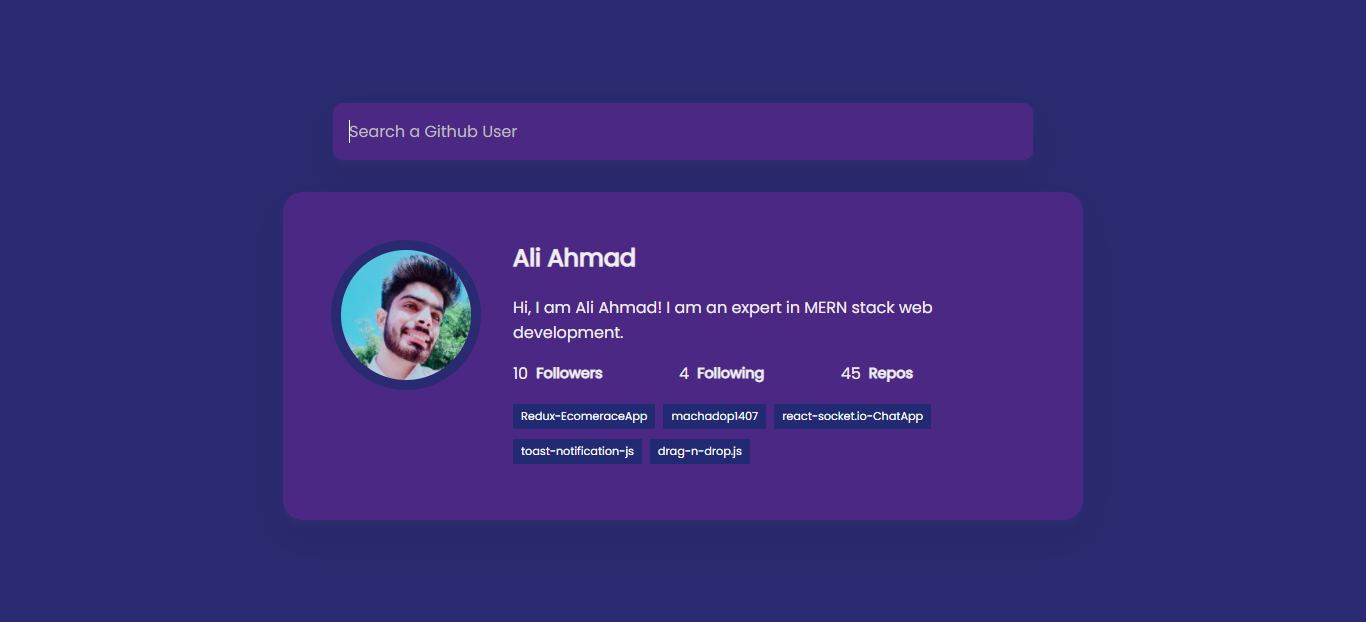 Search a Github User
Ali Ahmad
Hi, I am Ali Ahmad! I am an expert in MERN stack web
development.
10 Followers 4 Following 45 Repos
Redux-EcomeraceApp machadop1407 react-socket.io-ChatApp
toast-notification-js drag-n-drop.js